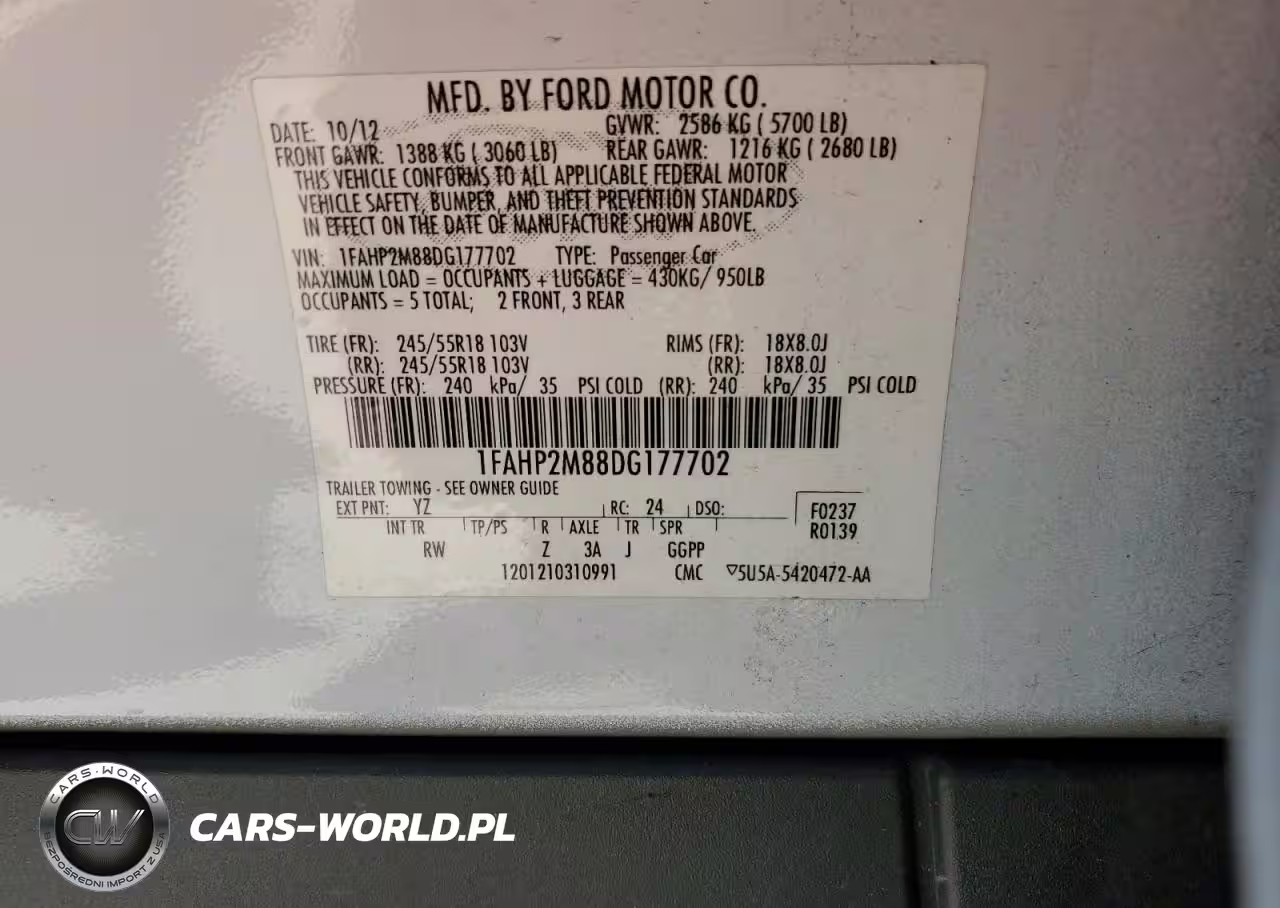 MFD. BY FORD MOTOR CO.
DATE: 10/12 GVWR: 2586 KG ( 5700 LB)
FRONT GAWR: 1388 KG ( 3060 LB) REAR GAWR: 1216 KG ( 2680 LB)
THIS VEHICLE CONFORMS TO ALL APPLICABLE FEDERAL MOTOR
VEHICLE SAFETY, BUMPER, AND THEFT PREVENTION STANDARDS
IN EFFECT ON THE DATE OF MANUFACTURE SHOWN ABOVE.
VIN: 1FAHP2M88DG177702 TYPE: Passenger Car
MAXIMUM LOAD = OCCUPANTS + LUGGAGE = 430KG/ 950LB
OCCUPANTS = 5 TOTAL; 2 FRONT, 3 REAR
TIRE (FR): 245/55R18 103V RIMS (FR): 18X8.0J
(RR): 245/55R18 103V (RR): 18X8.0J
PRESSURE (FR): 240 kPa/ 35 PSI COLD (RR): 240 kPa/ 35 PSI COLD
1FAHP2M88DG177702
TRAILER TOWING - SEE OWNER GUIDE
EXT PNT: YZ RC: 24 DSO: F0237
INT TR TP/PS R AXLE TR SPR R0139
RW Z 3A J GGPP
1201210310991 CMC ▽5U5A-5420472-AA
CARS-WORLD
CW
BEZPOŚREDNI IMPORT Z USA
CARS-WORLD.PL